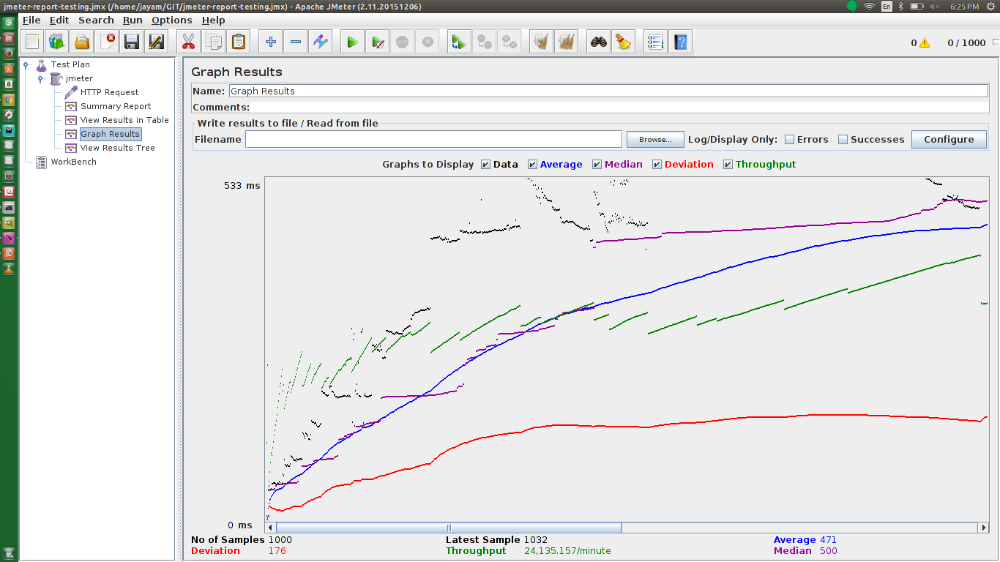 jmeter-report-testing.jmx (/home/jayam/GIT/jmeter-report-testing.jmx) - Apache JMeter (2.11.20151206) En 6:25 PM
File Edit Search Run Options Help
0 0 / 1000
Test Plan
jmeter
HTTP Request
Summary Report
View Results in Table
Graph Results
View Results Tree
WorkBench
Graph Results
Name: Graph Results
Comments:
Write results to file / Read from file
Filename Browse... Log/Display Only: Errors Successes Configure
Graphs to Display Data Average Median Deviation Throughput
533 ms
0 ms
No of Samples 1000 Latest Sample 1032 Average 471
Deviation 176 Throughput 24,135.157/minute Median 500